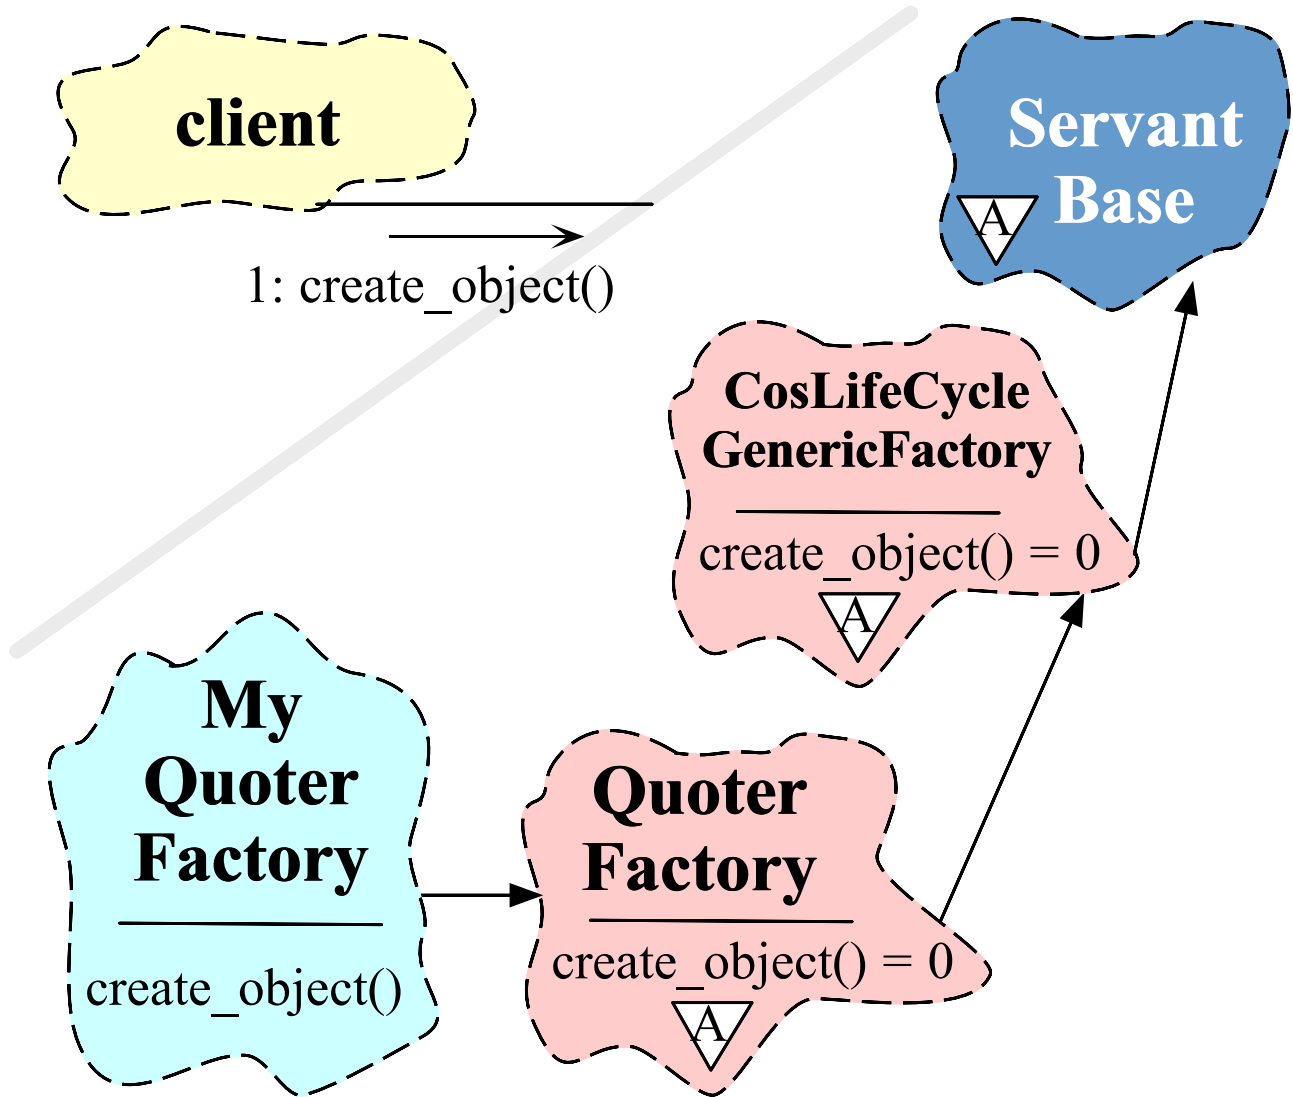 client
1: create_object()
Servant
Base
A
CosLifeCycle
GenericFactory
create_object() = 0
A
My
Quoter
Factory
create_object()
Quoter
Factory
create_object() = 0
A